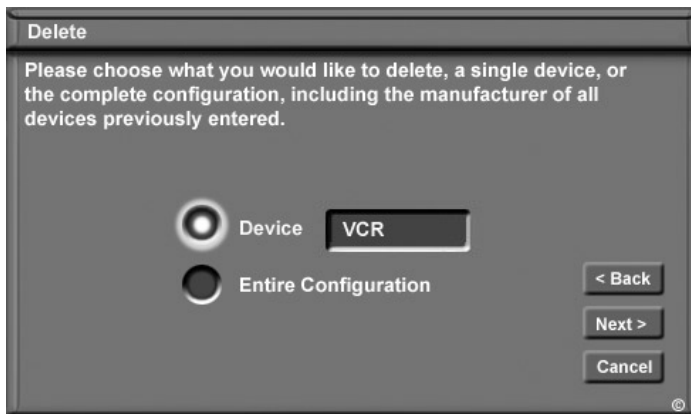 Delete
Please choose what you would like to delete, a single device, or
the complete configuration, including the manufacturer of all
devices previously entered.
Device VCR
Entire Configuration
< Back
Next >
Cancel
©